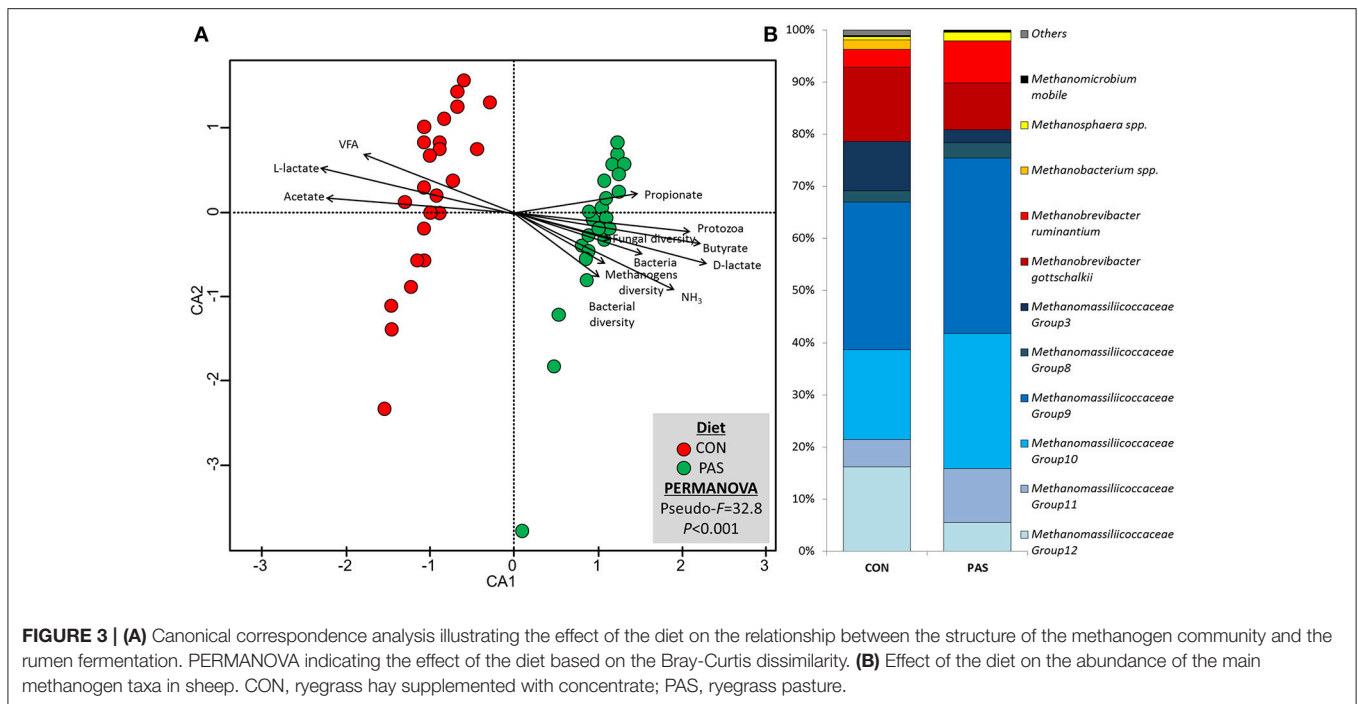 A
B
VFA
L-lactate
Acetate
Propionate
Protozoa
Fungal diversity
Butyrate
Bacteria
D-lactate
Methanogens
diversity
NH₃
Bacterial
diversity
1
0
-1
-2
-3
CA2
-3
-2
-1
0
1
2
3
CA1
Diet
CON
PAS
PERMANOVA
Pseudo-F=32.8
P<0.001
100%
90%
80%
70%
60%
50%
40%
30%
20%
10%
0%
CON
PAS
Others
Methanomicrobium
mobile
Methanosphaera spp.
Methanobacterium spp.
Methanobrevibacter
ruminantium
Methanobrevibacter
gottschalkii
Methanomassiliicoccaceae
Group3
Methanomassiliicoccaceae
Group8
Methanomassiliicoccaceae
Group9
Methanomassiliicoccaceae
Group10
Methanomassiliicoccaceae
Group11
Methanomassiliicoccaceae
Group12
FIGURE 3 | (A) Canonical correspondence analysis illustrating the effect of the diet on the relationship between the structure of the methanogen community and the
rumen fermentation. PERMANOVA indicating the effect of the diet based on the Bray-Curtis dissimilarity. (B) Effect of the diet on the abundance of the main
methanogen taxa in sheep. CON, ryegrass hay supplemented with concentrate; PAS, ryegrass pasture.